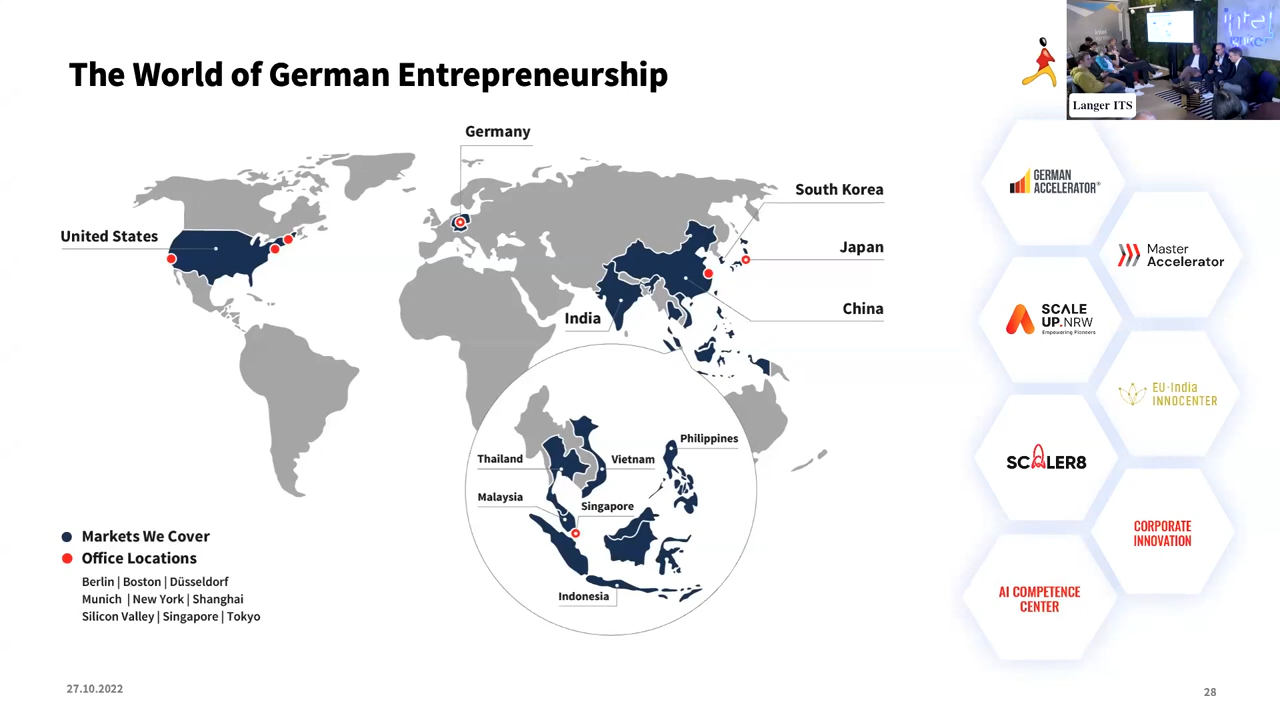 The World of German Entrepreneurship
intel
Langer ITS
Germany
South Korea
United States
Japan
India
China
Philippines
Thailand
Vietnam
Malaysia
Singapore
Indonesia
Markets We Cover
Office Locations
Berlin | Boston | Düsseldorf
Munich | New York | Shanghai
Silicon Valley | Singapore | Tokyo
GERMAN
ACCELERATOR®
Master
Accelerator
SCALE
UP.NRW
Empowering Pioneers
EU-India
INNOCENTER
SCALER8
CORPORATE
INNOVATION
AI COMPETENCE
CENTER
27.10.2022
28